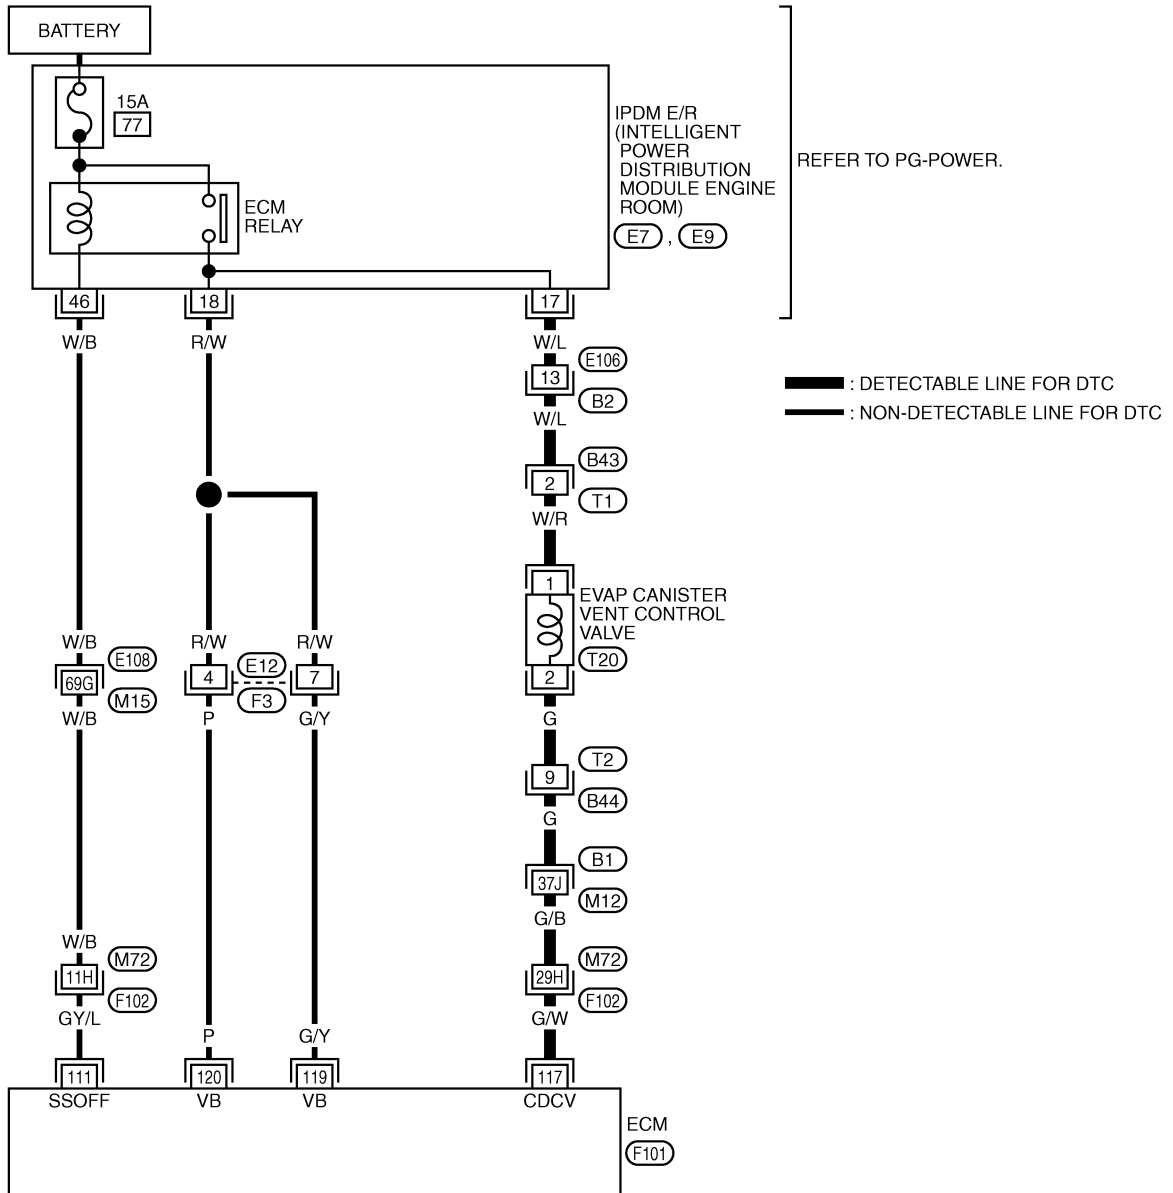 BATTERY
15A
77
IPDM E/R
(INTELLIGENT
POWER
DISTRIBUTION
MODULE ENGINE
ROOM)
E7 , E9
REFER TO PG-POWER.
ECM
RELAY
46
18
17
W/B
R/W
W/L
E106
13
B2
W/L
: DETECTABLE LINE FOR DTC
: NON-DETECTABLE LINE FOR DTC
B43
2
T1
W/R
1
EVAP CANISTER
VENT CONTROL
VALVE
T20
2
W/B
R/W
R/W
E108
69G
M15
4
E12
F3
7
W/B
P
G/Y
G
T2
9
B44
G
B1
37J
M12
G/B
W/B
M72
11H
F102
GY/L
M72
29H
F102
G/W
P
G/Y
111
120
119
117
SSOFF
VB
VB
CDCV
ECM
F101